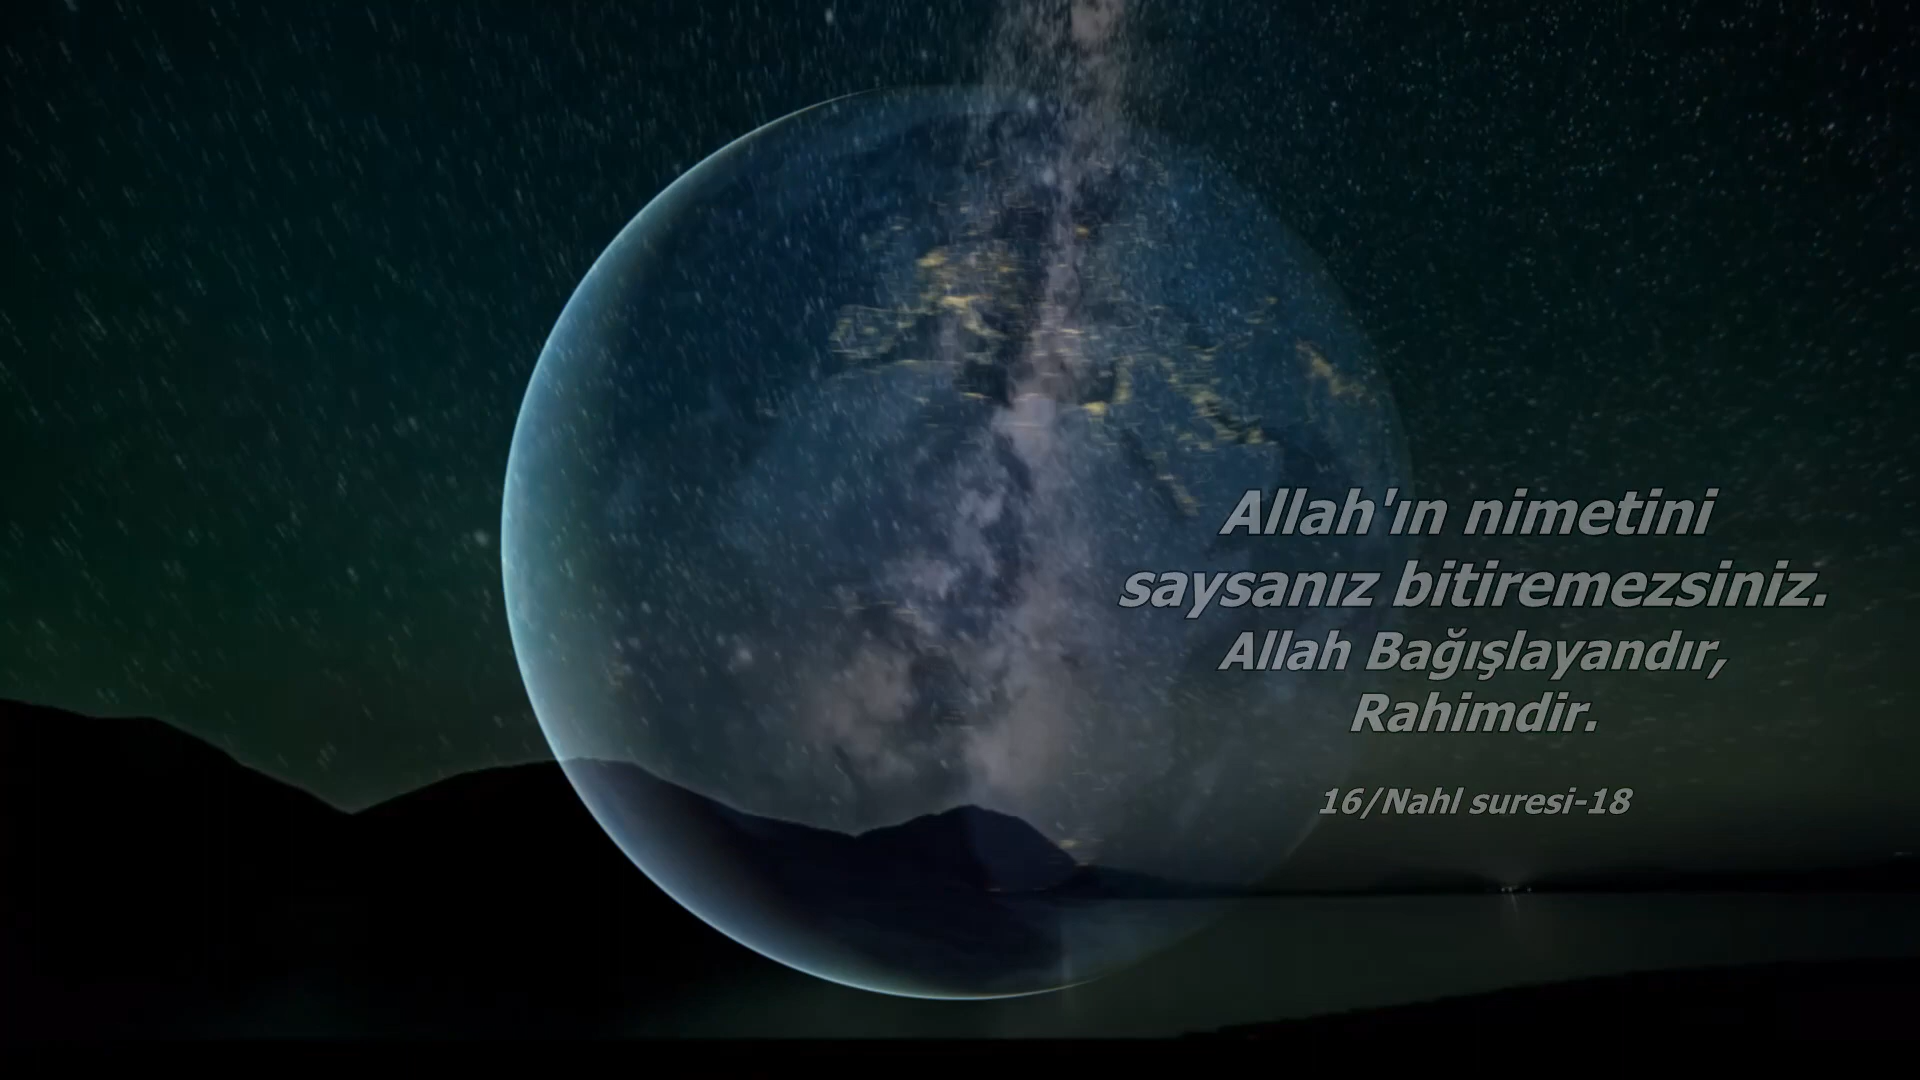 Allah'ın nimetini
saysanız bitiremezsiniz.
Allah Bağışlayandır,
Rahimdir.
16/Nahl suresi-18